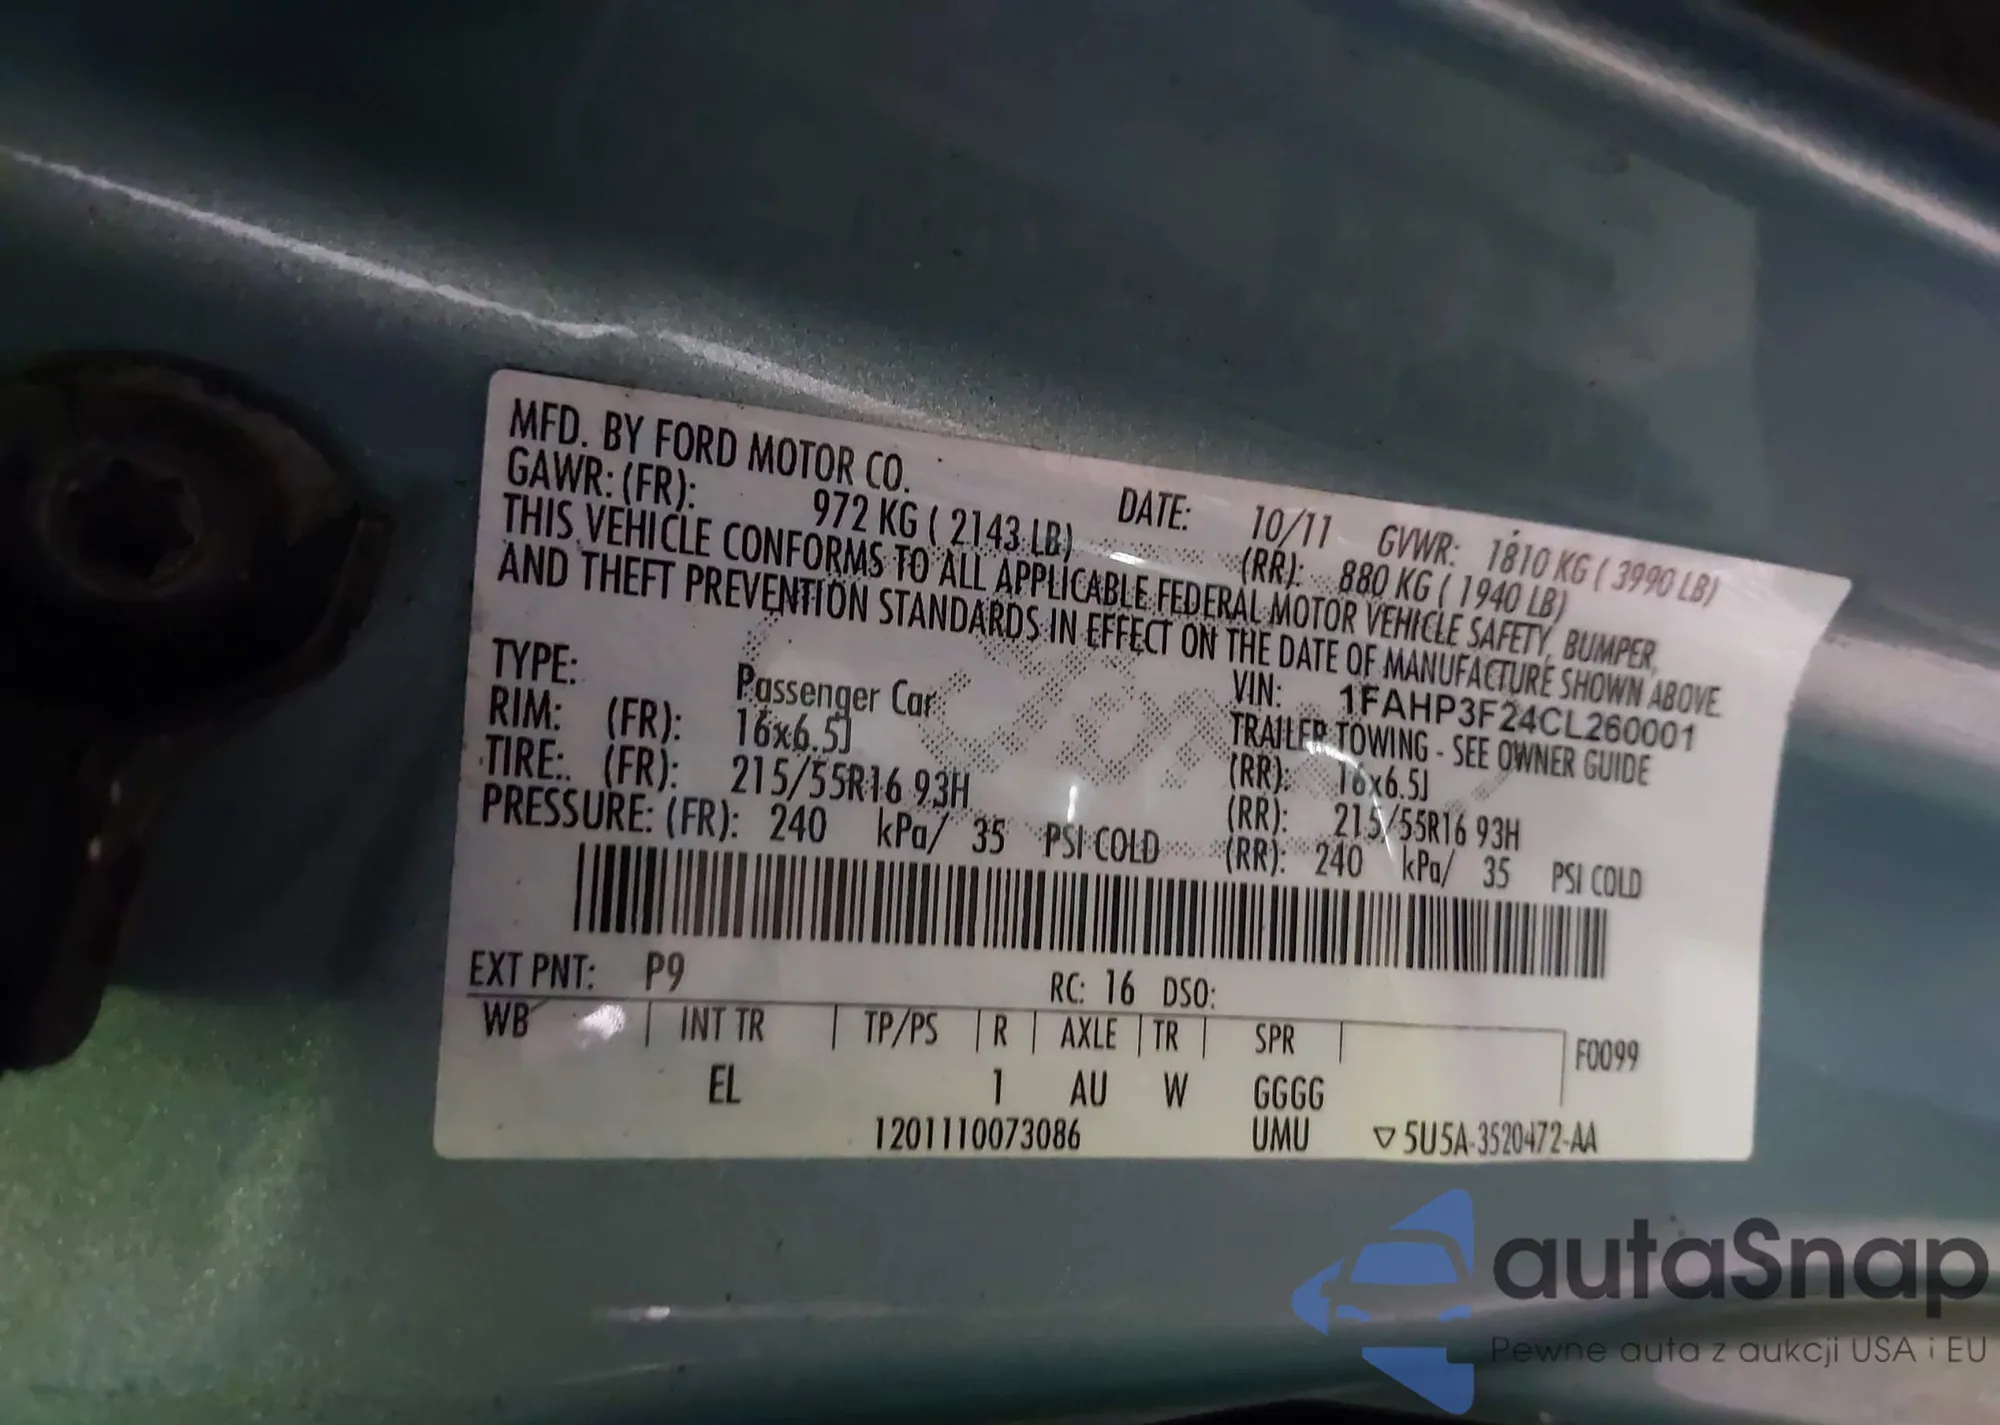 MFD. BY FORD MOTOR CO. DATE: 10/11 GVWR: 1810 KG ( 3990 LB)
GAWR: (FR): 972 KG ( 2143 LB) (RR): 880 KG ( 1940 LB)
THIS VEHICLE CONFORMS TO ALL APPLICABLE FEDERAL MOTOR VEHICLE SAFETY, BUMPER,
AND THEFT PREVENTION STANDARDS IN EFFECT ON THE DATE OF MANUFACTURE SHOWN ABOVE.
VIN: 1FAHP3F24CL260001
TYPE: Passenger Car TRAILER TOWING - SEE OWNER GUIDE
RIM: (FR): 16x6.5J (RR): 16x6.5J
TIRE: (FR): 215/55R16 93H (RR): 215/55R16 93H
PRESSURE: (FR): 240 kPa/ 35 PSI COLD (RR): 240 kPa/ 35 PSI COLD
EXT PNT: P9 RC: 16 DSO:
WB INT TR TP/PS R AXLE TR SPR F0099
EL 1 AU W GGGG
1201110073086 UMU ▽ 5U5A-3520472-AA
autaSnap
Pewne auta z aukcji USA i EU